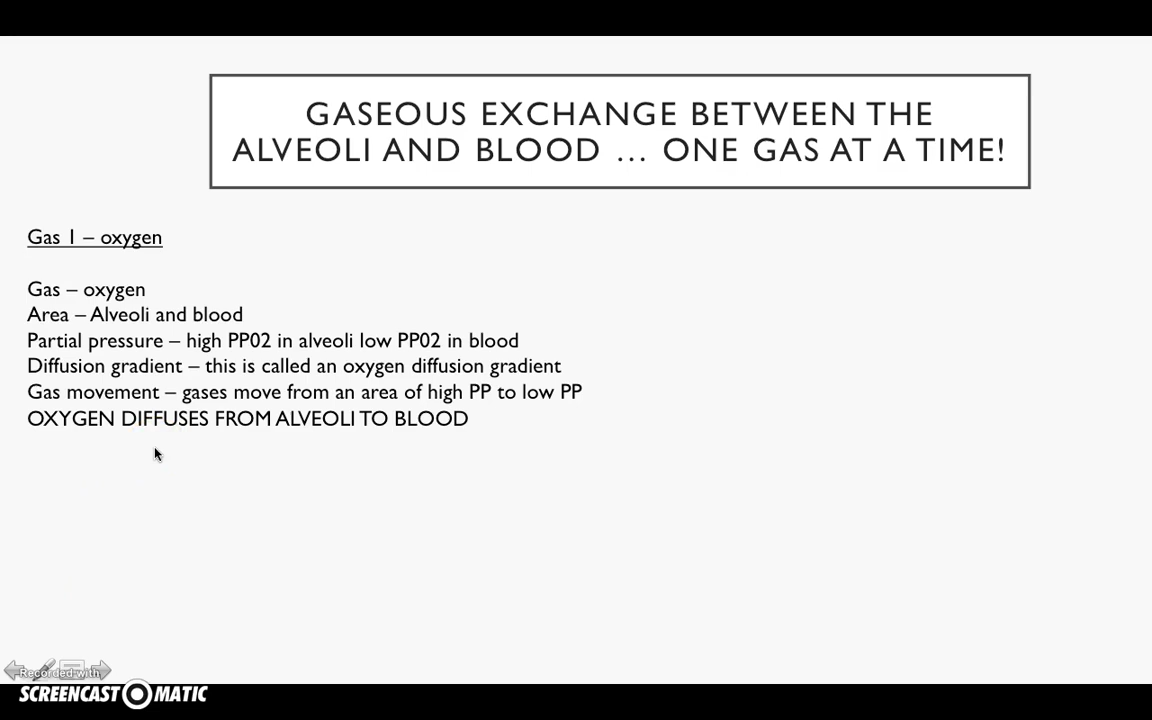 GASEOUS EXCHANGE BETWEEN THE
ALVEOLI AND BLOOD … ONE GAS AT A TIME!
Gas 1 – oxygen
Gas – oxygen
Area – Alveoli and blood
Partial pressure – high PP02 in alveoli low PP02 in blood
Diffusion gradient – this is called an oxygen diffusion gradient
Gas movement – gases move from an area of high PP to low PP
OXYGEN DIFFUSES FROM ALVEOLI TO BLOOD
Recorded with
SCREENCAST MATIC